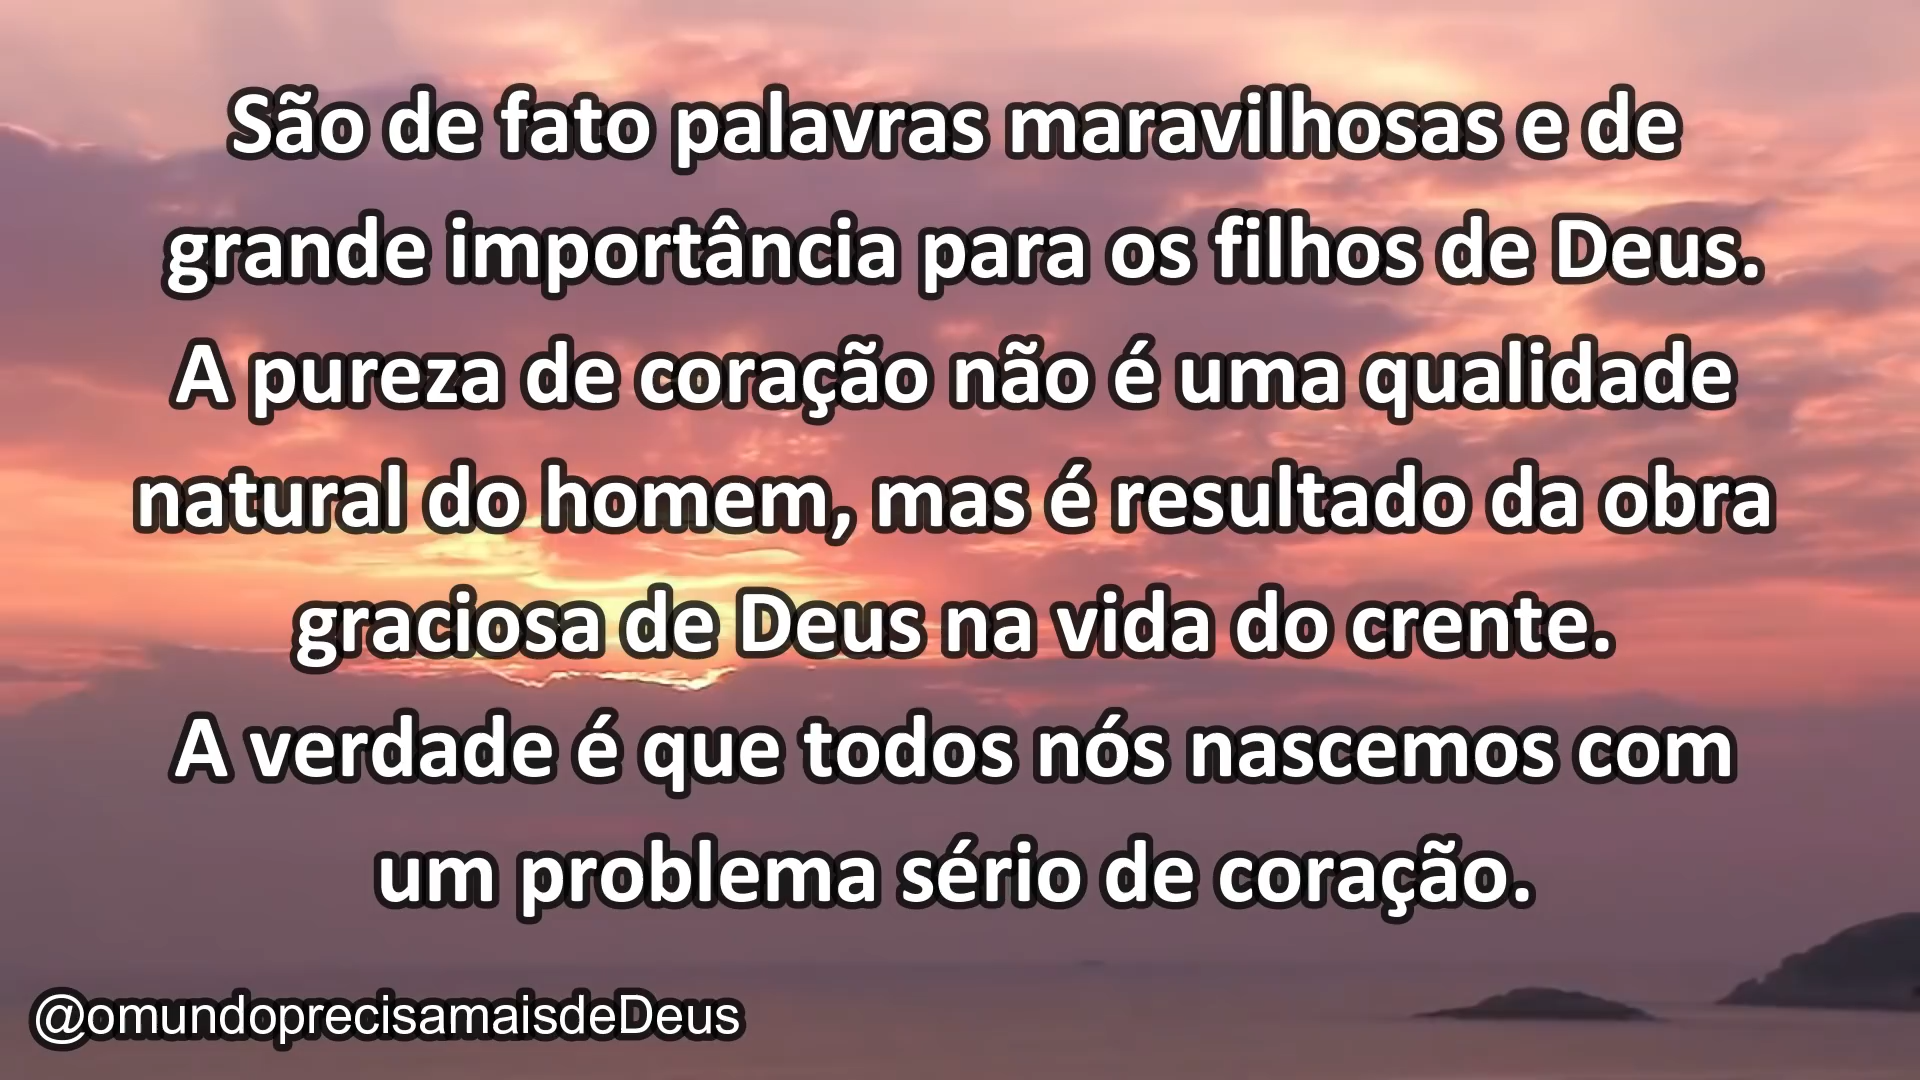 São de fato palavras maravilhosas e de
grande importância para os filhos de Deus.
A pureza de coração não é uma qualidade
natural do homem, mas é resultado da obra
graciosa de Deus na vida do crente.
A verdade é que todos nós nascemos com
um problema sério de coração.
@omundoprecisamaisdeDeus